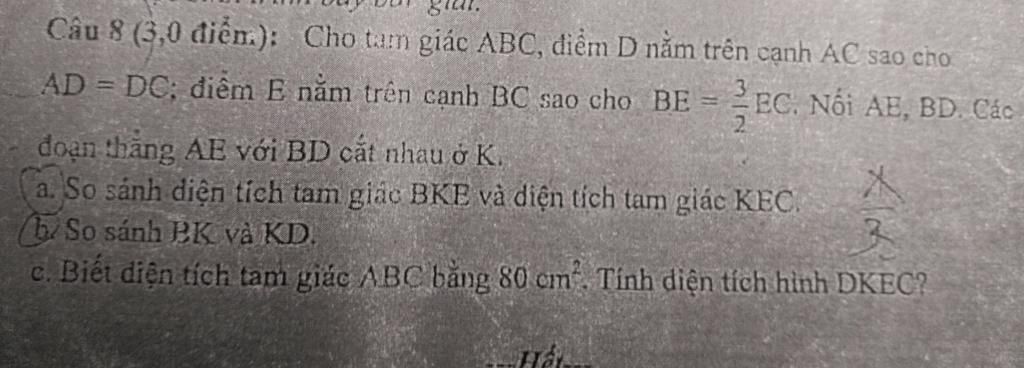 giải.
Câu 8 (3,0 điểm): Cho tam giác ABC, điểm D nằm trên cạnh AC sao cho
AD = DC; điểm E nằm trên cạnh BC sao cho BE = 3/2 EC. Nối AE, BD. Các
đoạn thẳng AE với BD cắt nhau ở K.
a. So sánh diện tích tam giác BKE và diện tích tam giác KEC.
b. So sánh BK và KD.
c. Biết diện tích tam giác ABC bằng 80 cm². Tính diện tích hình DKEC?
---Hết---